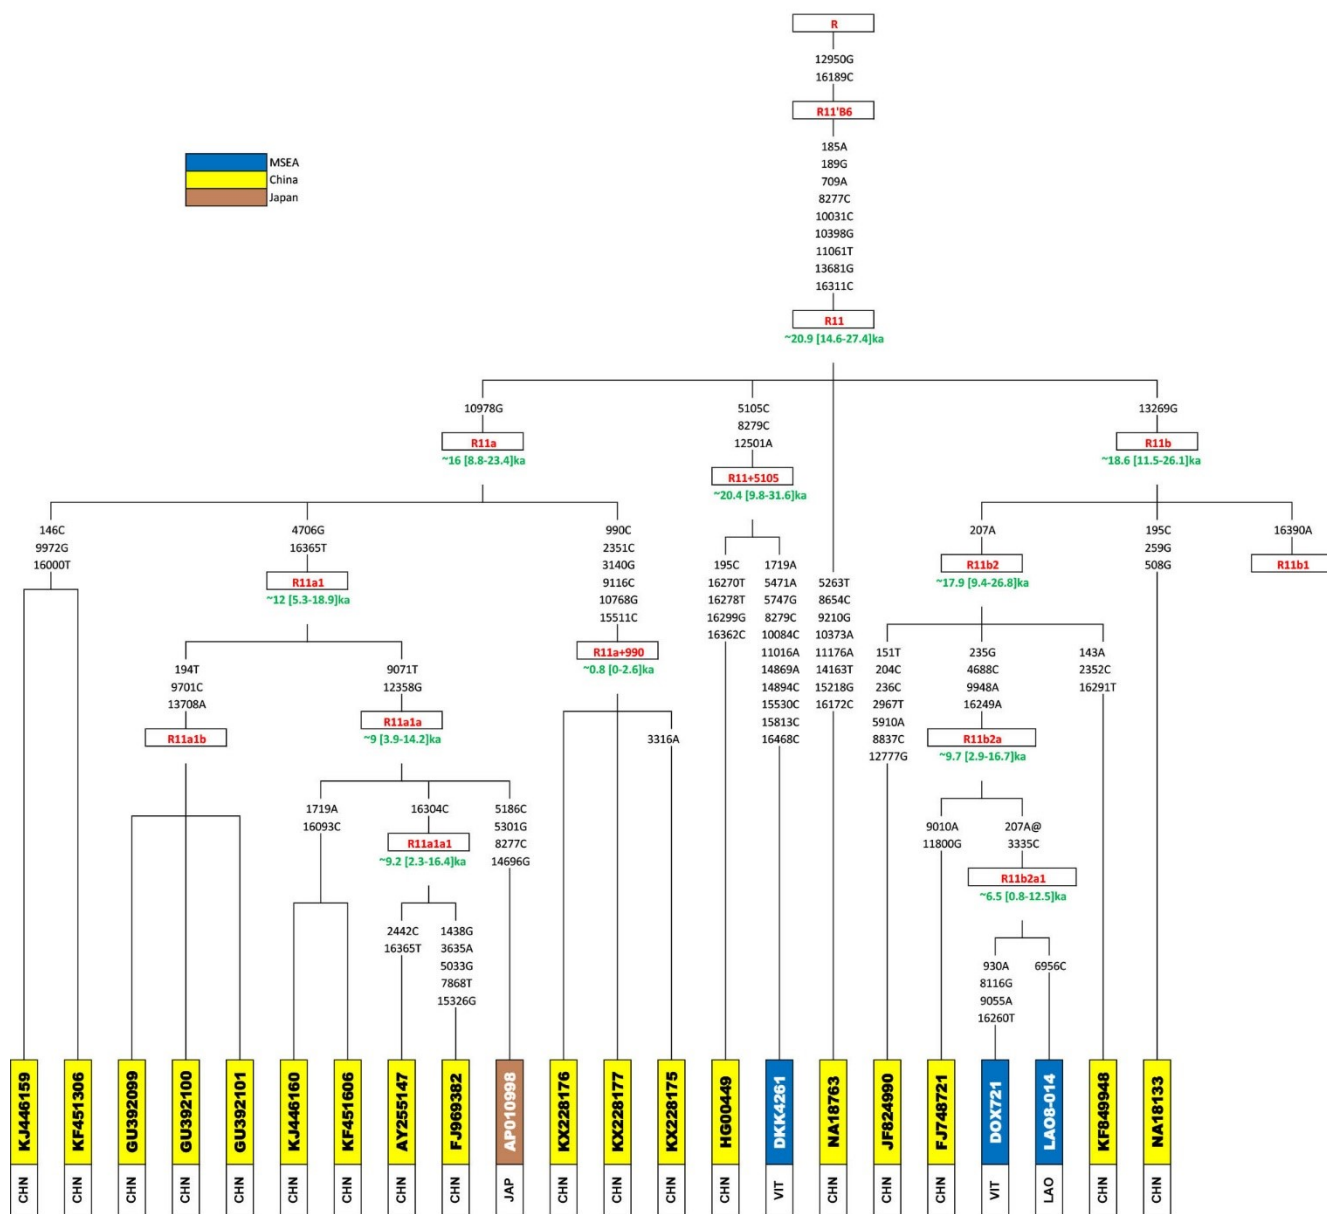 R
12950G
16189C
R11'B6
185A
189G
709A
8277C
10031C
10398G
11061T
13681G
16311C
R11
~20.9 [14.6-27.4]ka
MSEA
China
Japan
10978G
R11a
~16 [8.8-23.4]ka
5105C
8279C
12501A
R11+5105
~20.4 [9.8-31.6]ka
13269G
R11b
~18.6 [11.5-26.1]ka
146C
9972G
16000T
4706G
16365T
R11a1
~12 [5.3-18.9]ka
990C
2351C
3140G
9116C
10768G
15511C
R11a+990
~0.8 [0-2.6]ka
195C
16270T
16278T
16299G
16362C
1719A
5471A
5747G
8279C
10084C
11016A
14869A
14894C
15530C
15813C
16468C
5263T
8654C
9210G
10373A
11176A
14163T
15218G
16172C
207A
R11b2
~17.9 [9.4-26.8]ka
195C
259G
508G
16390A
R11b1
194T
9701C
13708A
R11a1b
9071T
12358G
R11a1a
~9 [3.9-14.2]ka
3316A
151T
204C
236C
2967T
5910A
8837C
12777G
235G
4688C
9948A
16249A
R11b2a
~9.7 [2.9-16.7]ka
143A
2352C
16291T
1719A
16093C
16304C
R11a1a1
~9.2 [2.3-16.4]ka
5186C
5301G
8277C
14696G
9010A
11800G
207A@
3335C
R11b2a1
~6.5 [0.8-12.5]ka
2442C
16365T
1438G
3635A
5033G
7868T
15326G
930A
8116G
9055A
16260T
6956C
KJ446159
KF451306
GU392099
GU392100
GU392101
KJ446160
KF451606
AY255147
FJ969382
AP010998
KX228176
KX228177
KX228175
HG00449
DKK4261
NA18763
JF824990
FJ748721
DOX721
LAO8-014
KF849948
NA18133
CHN
CHN
CHN
CHN
CHN
CHN
CHN
CHN
CHN
JAP
CHN
CHN
CHN
CHN
VIT
CHN
CHN
CHN
VIT
LAO
CHN
CHN